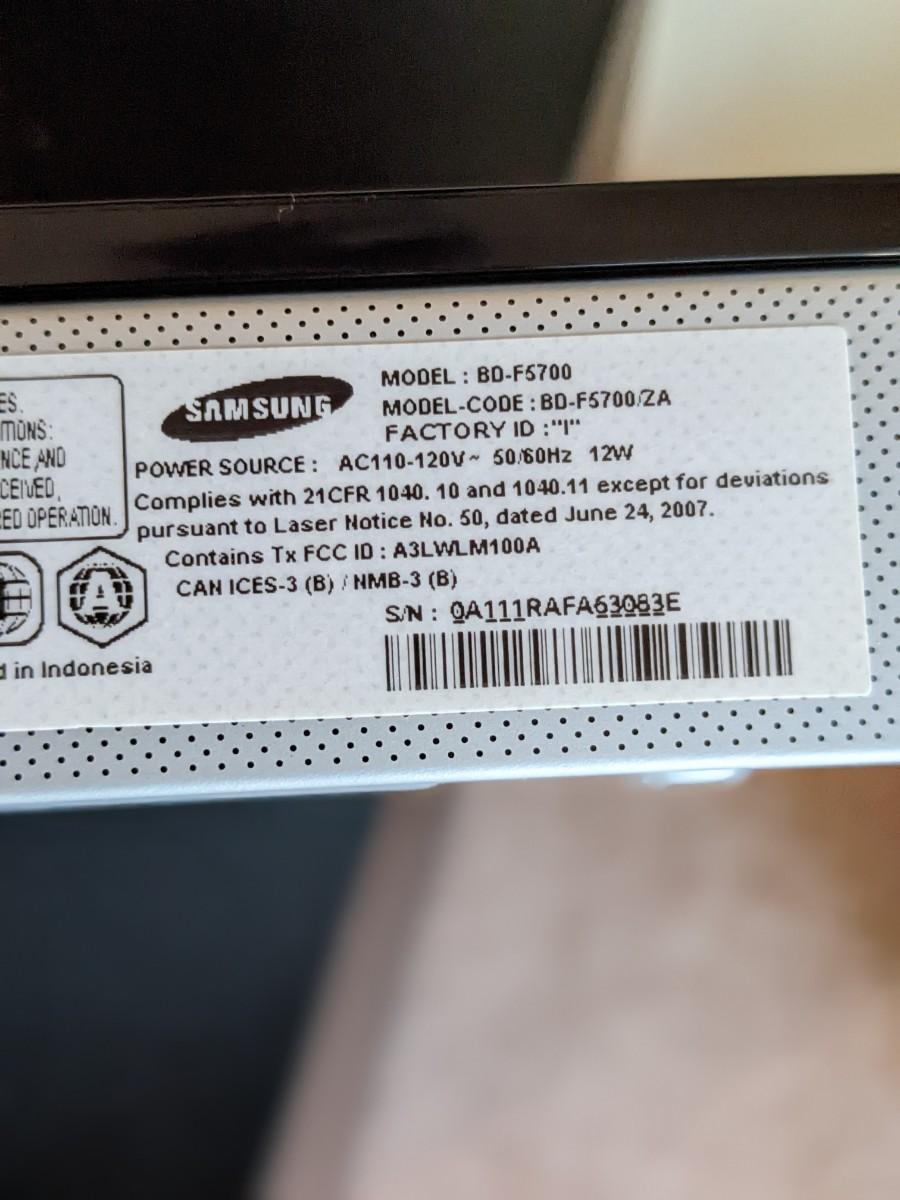 ES.
NCE AND
CEIVED,
RED OPERATION.
SAMSUNG
MODEL : BD-F5700
MODEL-CODE : BD-F5700/ZA
FACTORY ID :"I"
POWER SOURCE : AC110-120V~ 50/60Hz 12W
Complies with 21CFR 1040. 10 and 1040.11 except for deviations
pursuant to Laser Notice No. 50, dated June 24, 2007.
Contains Tx FCC ID : A3LWLM100A
CAN ICES-3 (B) / NMB-3 (B)
S/N : 0A111RAFA63083E
A
in Indonesia